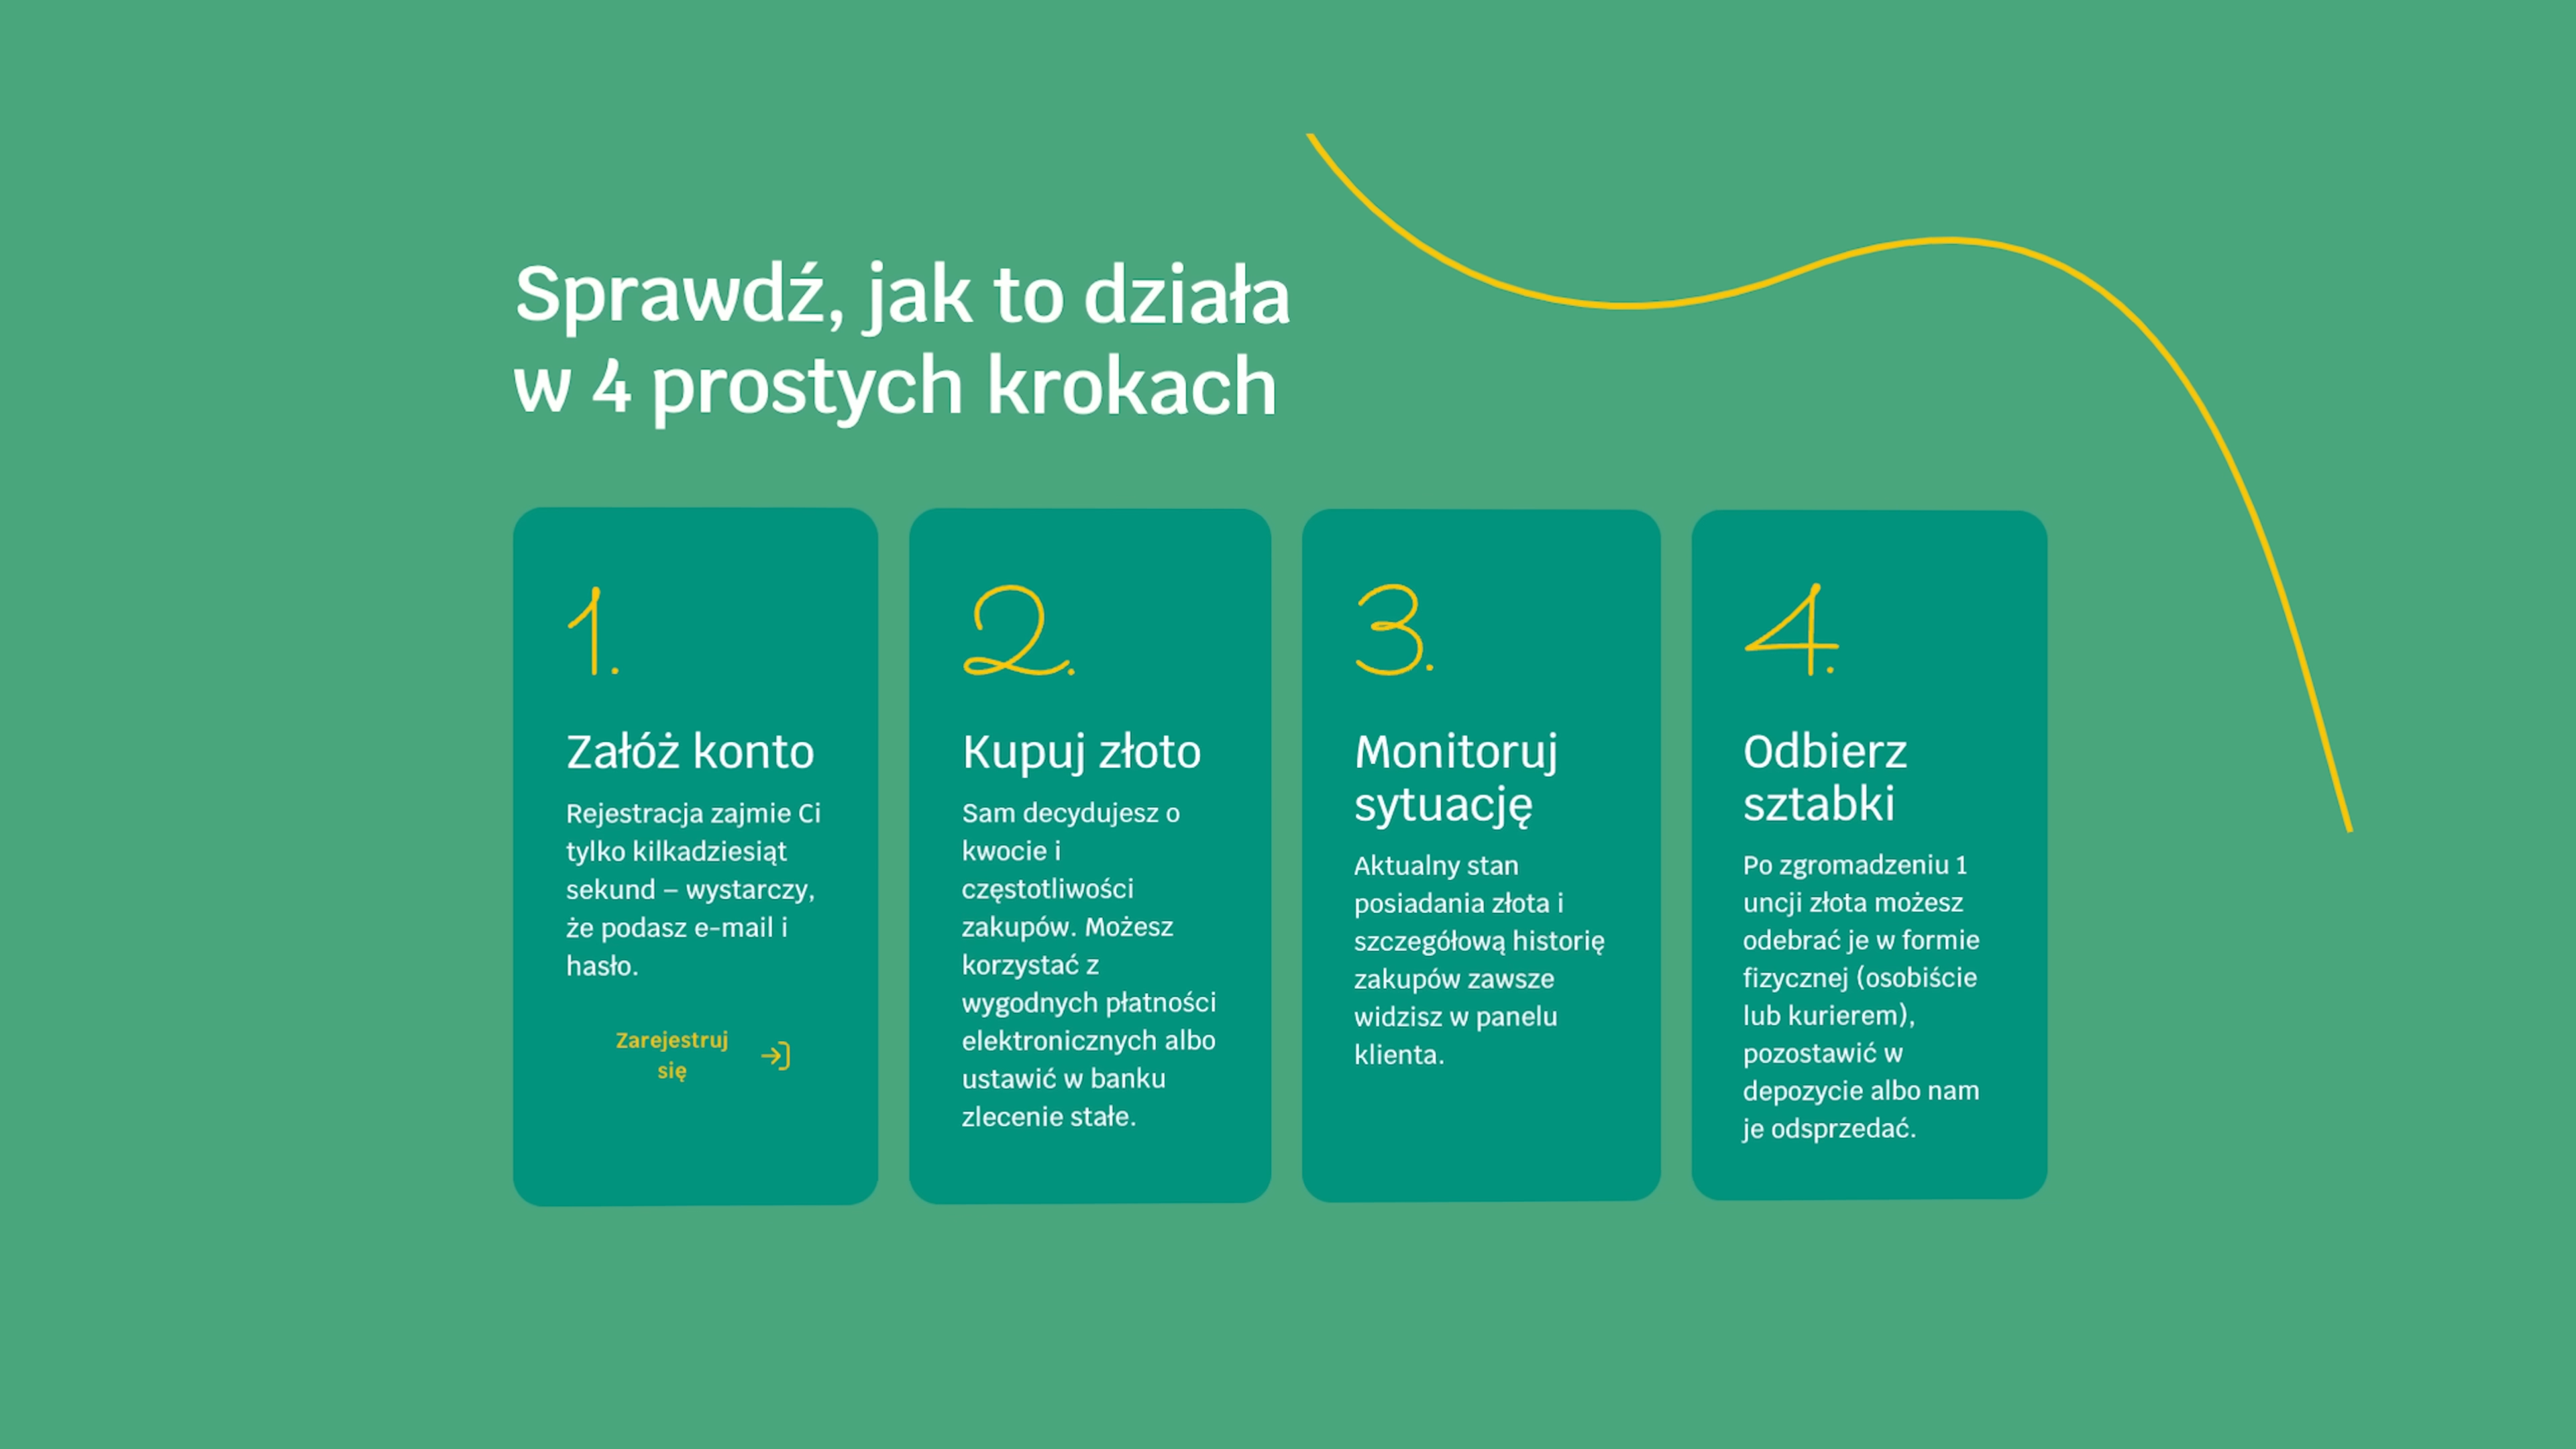 Sprawdź, jak to działa
w 4 prostych krokach
1.
Załóż konto
Rejestracja zajmie Ci
tylko kilkadziesiąt
sekund – wystarczy,
że podasz e-mail i
hasło.
Zarejestruj
się
2.
Kupuj złoto
Sam decydujesz o
kwocie i
częstotliwości
zakupów. Możesz
korzystać z
wygodnych płatności
elektronicznych albo
ustawić w banku
zlecenie stałe.
3.
Monitoruj
sytuację
Aktualny stan
posiadania złota i
szczegółową historię
zakupów zawsze
widzisz w panelu
klienta.
4.
Odbierz
sztabki
Po zgromadzeniu 1
uncji złota możesz
odebrać je w formie
fizycznej (osobiście
lub kurierem),
pozostawić w
depozycie albo nam
je odsprzedać.